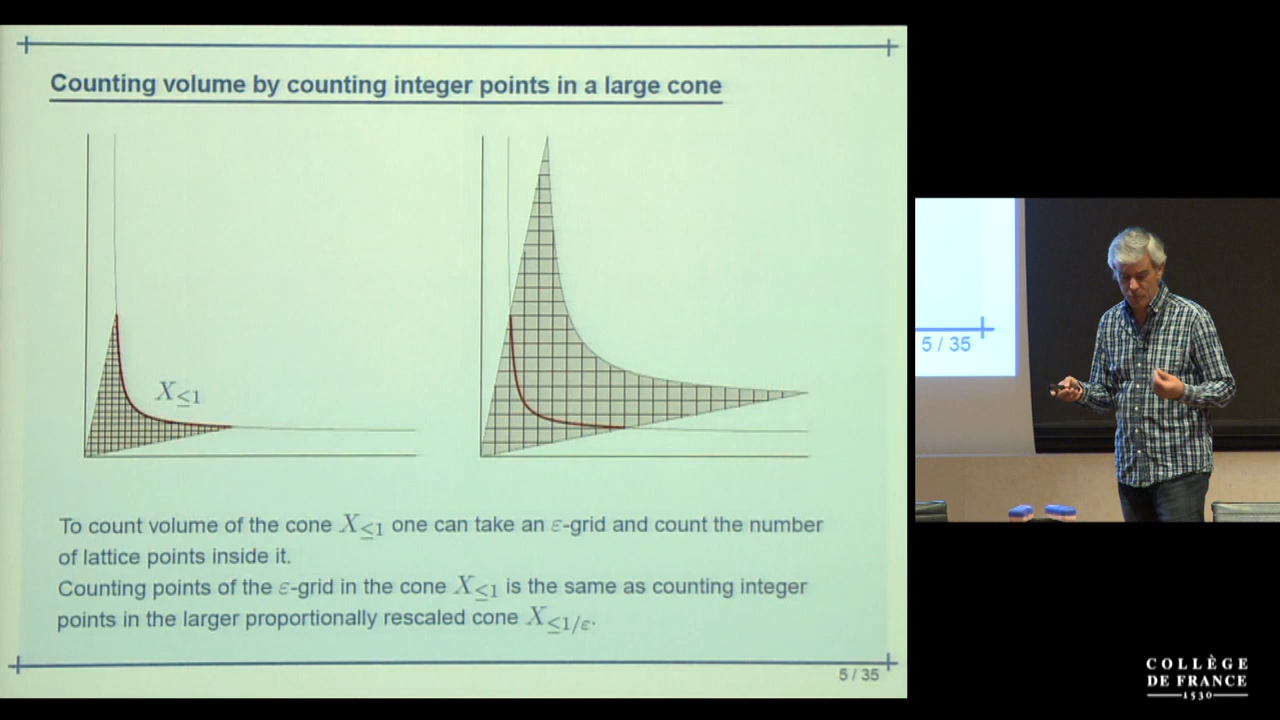 Counting volume by counting integer points in a large cone
X≤1
To count volume of the cone X≤1 one can take an ε-grid and count the number
of lattice points inside it.
Counting points of the ε-grid in the cone X≤1 is the same as counting integer
points in the larger proportionally rescaled cone X≤1/ε.
5 / 35
5 / 35
COLLÈGE
DE FRANCE
1530